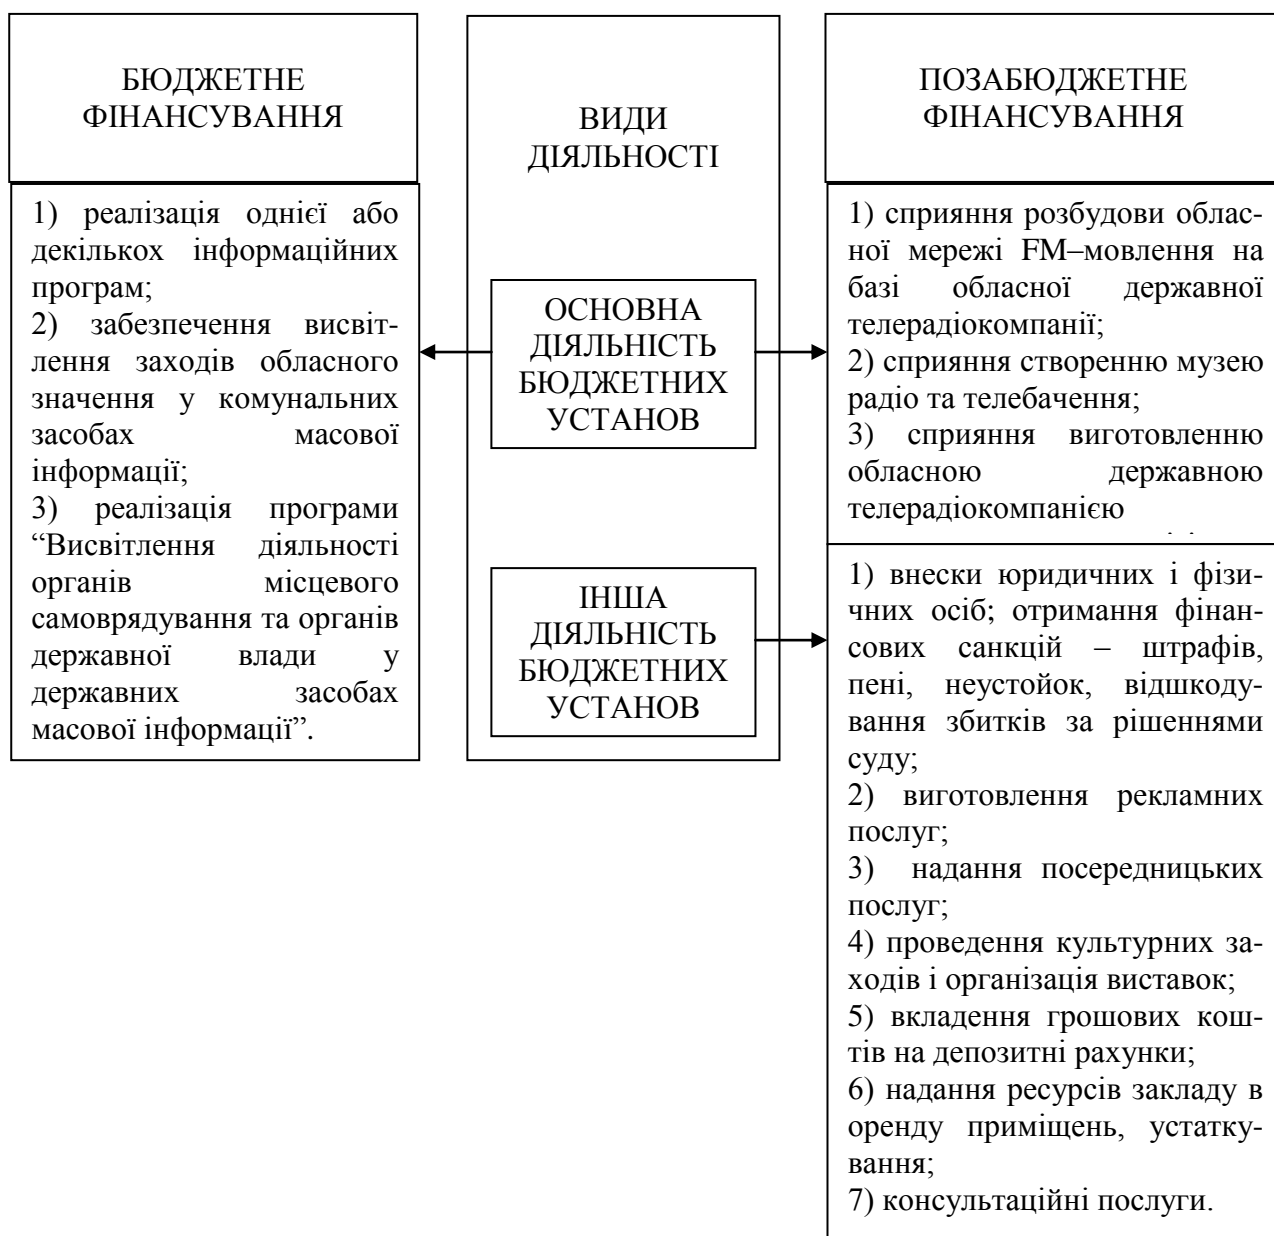 БЮДЖЕТНЕ
ФІНАНСУВАННЯ
1) реалізація однієї або
декількох інформаційних
програм;
2) забезпечення висвіт-
лення заходів обласного
значення у комунальних
засобах масової
інформації;
3) реалізація програми
“Висвітлення діяльності
органів місцевого
самоврядування та органів
державної влади у
державних засобах
масової інформації”.
ВИДИ
ДІЯЛЬНОСТІ
ОСНОВНА
ДІЯЛЬНІСТЬ
БЮДЖЕТНИХ
УСТАНОВ
ІНША
ДІЯЛЬНІСТЬ
БЮДЖЕТНИХ
УСТАНОВ
ПОЗАБЮДЖЕТНЕ
ФІНАНСУВАННЯ
1) сприяння розбудови облас-
ної мережі FM–мовлення на
базі обласної державної
телерадіокомпанії;
2) сприяння створенню музею
радіо та телебачення;
3) сприяння виготовленню
обласною державною
телерадіокомпанією
1) внески юридичних і фізи-
чних осіб; отримання фінан-
сових санкцій – штрафів,
пені, неустойок, відшкоду-
вання збитків за рішеннями
суду;
2) виготовлення рекламних
послуг;
3) надання посередницьких
послуг;
4) проведення культурних за-
ходів і організація виставок;
5) вкладення грошових кош-
тів на депозитні рахунки;
6) надання ресурсів закладу в
оренду приміщень, устатку-
вання;
7) консультаційні послуги.